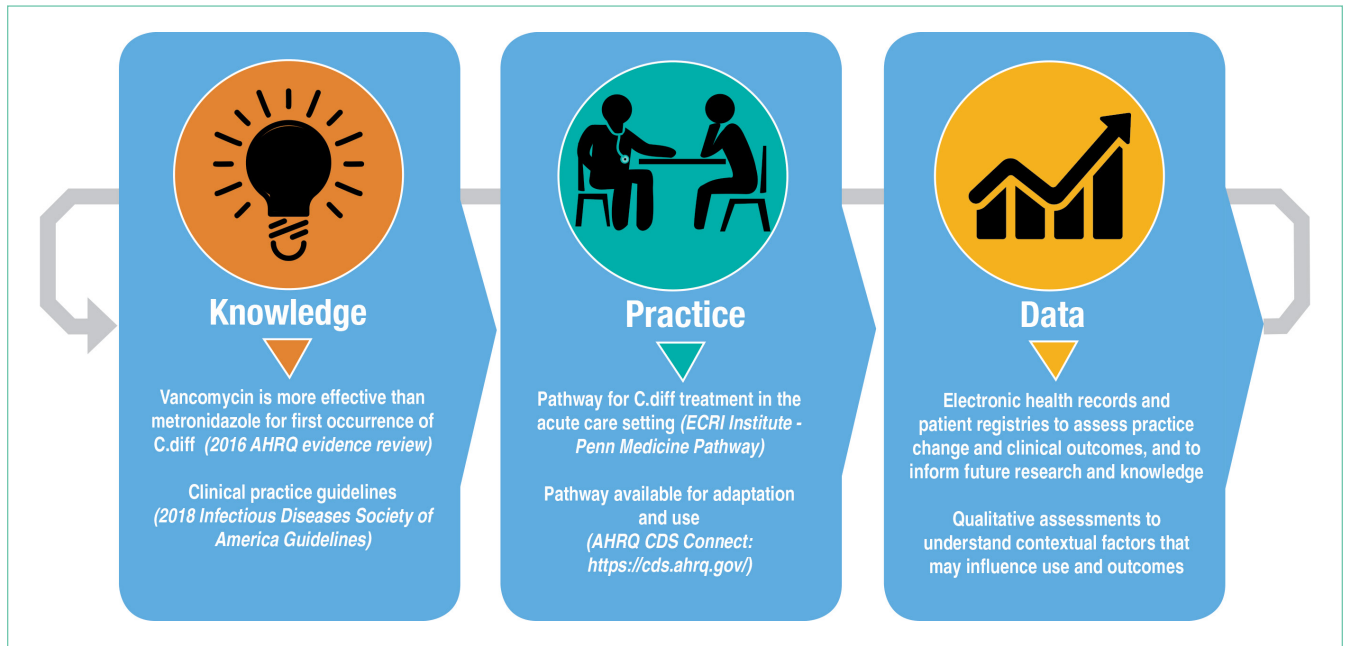 Knowledge
Vancomycin is more effective than
metronidazole for first occurrence of
C.diff (2016 AHRQ evidence review)
Clinical practice guidelines
(2018 Infectious Diseases Society of
America Guidelines)
Practice
Pathway for C.diff treatment in the
acute care setting (ECRI Institute -
Penn Medicine Pathway)
Pathway available for adaptation
and use
(AHRQ CDS Connect:
https://cds.ahrq.gov/)
Data
Electronic health records and
patient registries to assess practice
change and clinical outcomes, and to
inform future research and knowledge
Qualitative assessments to
understand contextual factors that
may influence use and outcomes